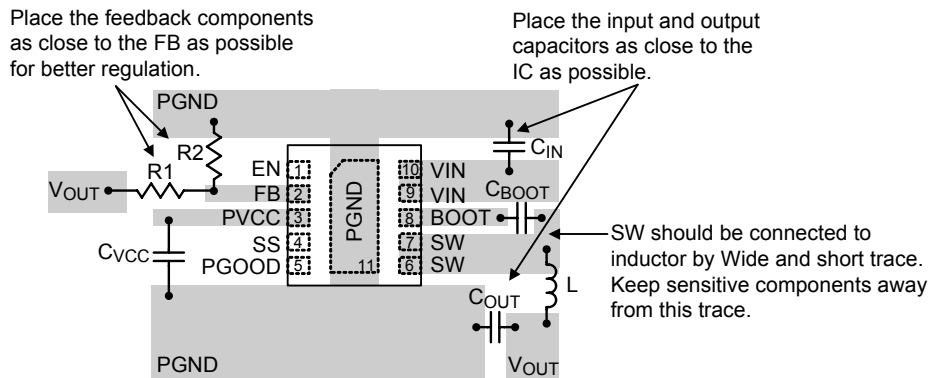 Place the feedback components
as close to the FB as possible
for better regulation.
Place the input and output
capacitors as close to the
IC as possible.
PGND
R2
R1
VOUT
CIN
EN 1
FB 2
PVCC 3
SS 4
PGOOD 5
PGND
11
10 VIN
9 VIN
8 BOOT
7 SW
6 SW
CBOOT
CVCC
SW should be connected to
inductor by Wide and short trace.
Keep sensitive components away
from this trace.
L
COUT
PGND
VOUT